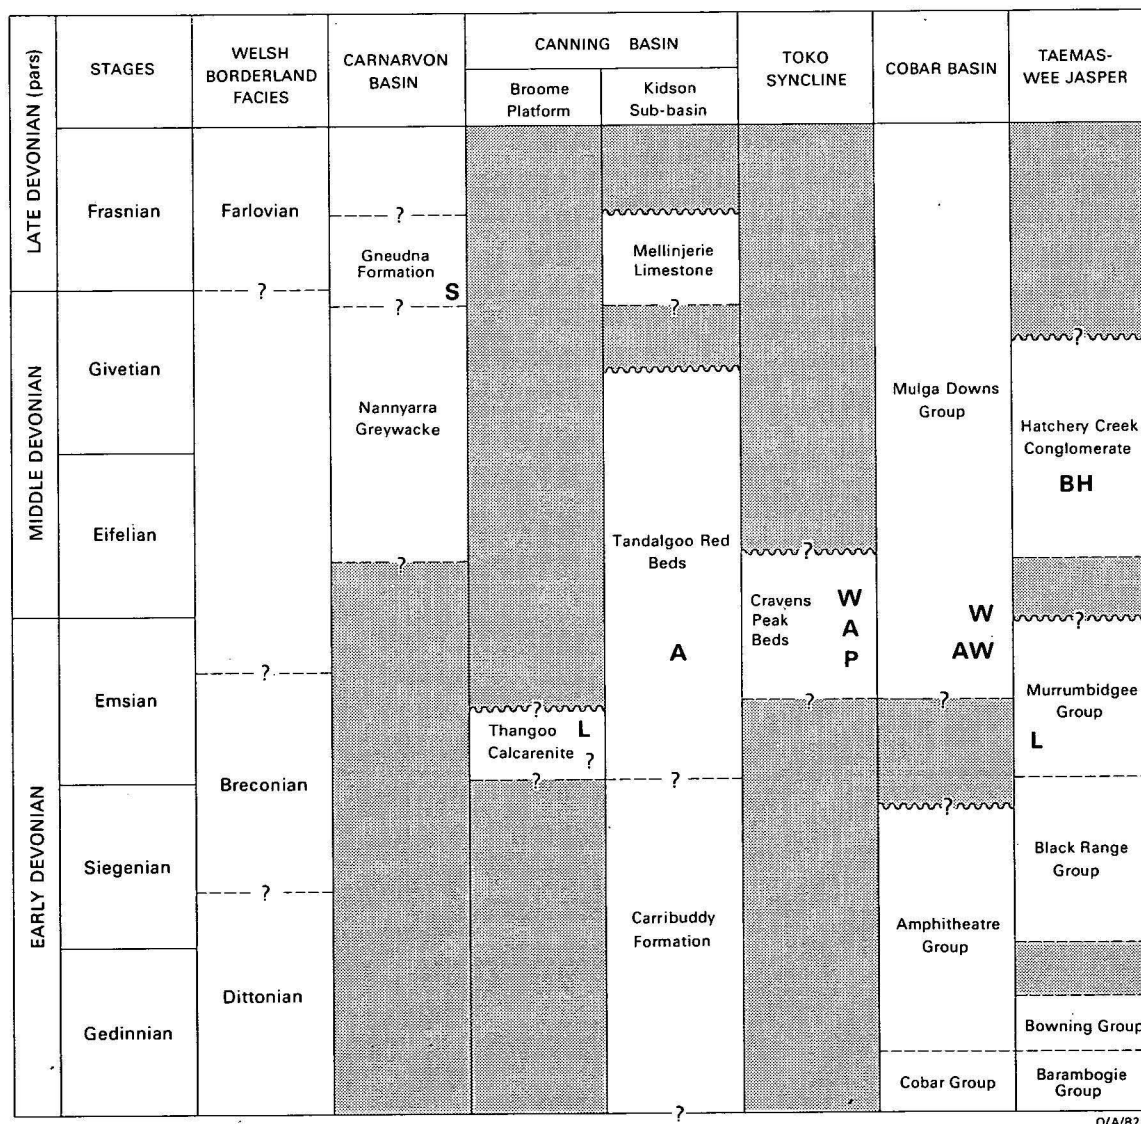 LATE DEVONIAN (pars)
MIDDLE DEVONIAN
EARLY DEVONIAN
STAGES
Frasnian
Givetian
Eifelian
Emsian
Siegenian
Gedinnian
WELSH
BORDERLAND
FACIES
Farlovian
?
?
Breconian
?
Dittonian
CARNARVON
BASIN
?
Gneudna
Formation
S
?
Nannyarra
Greywacke
?
CANNING BASIN
Broome
Platform
?
Thangoo L
Calcarenite ?
?
Kidson
Sub-basin
Mellinjerie
Limestone
?
Tandalgoo Red
Beds
A
?
Carribuddy
Formation
?
TOKO
SYNCLINE
?
Cravens W
Peak A
Beds P
?
COBAR BASIN
Mulga Downs
Group
W
AW
?
?
Amphitheatre
Group
Cobar Group
TAEMAS-
WEE JASPER
?
Hatchery Creek
Conglomerate
BH
?
Murrumbidgee
Group
L
Black Range
Group
Bowning Group
Barambogie
Group
O/A/82